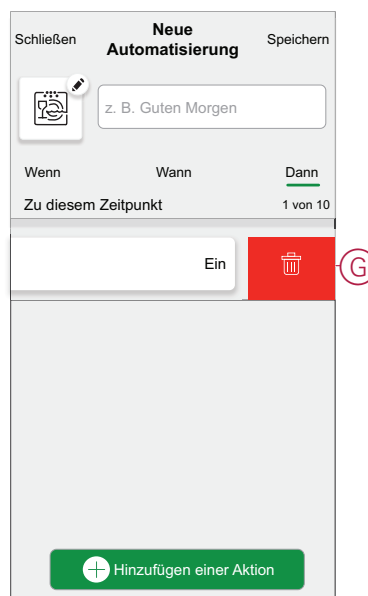 Schließen Neue Automatisierung Speichern
z. B. Guten Morgen
Wenn Wann Dann
Zu diesem Zeitpunkt 1 von 10
Ein
G
Hinzufügen einer Aktion